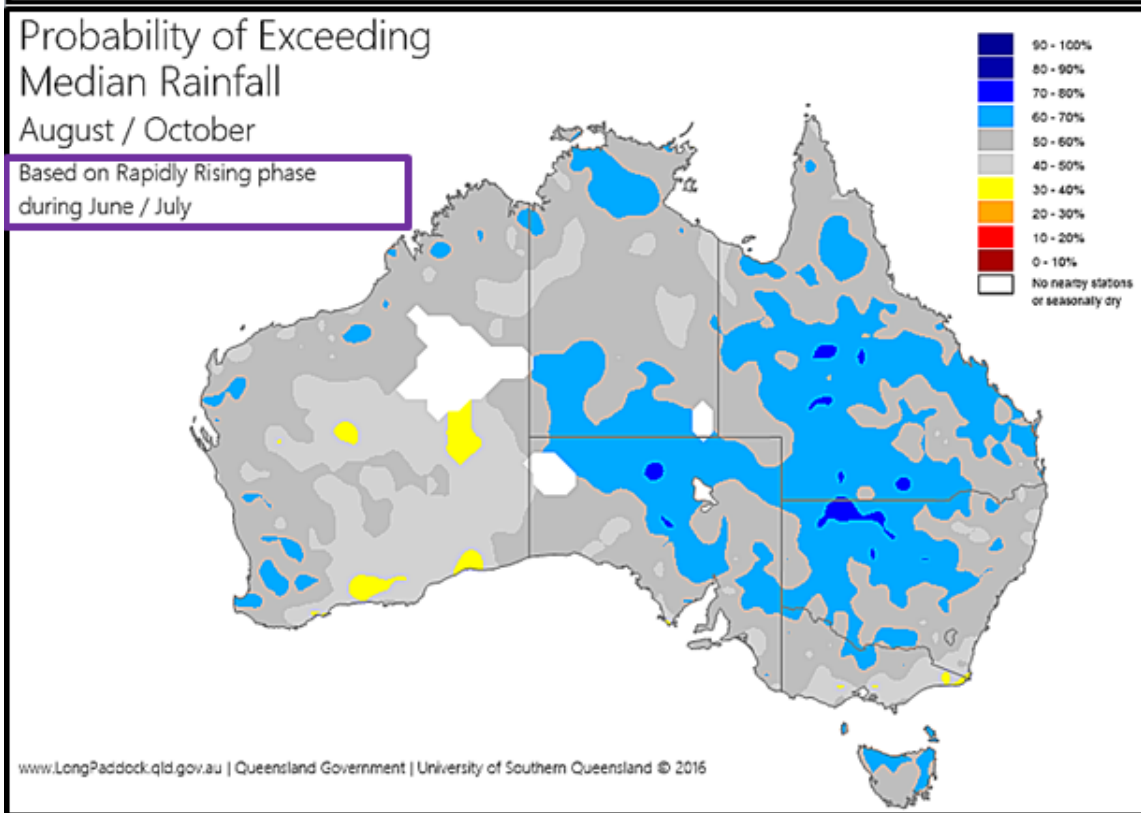 Probability of Exceeding
Median Rainfall
August / October
Based on Rapidly Rising phase
during June / July
90 - 100%
80 - 90%
70 - 80%
60 - 70%
50 - 60%
40 - 50%
30 - 40%
20 - 30%
10 - 20%
0 - 10%
No nearby stations
or seasonally dry
www.LongPaddock.qld.gov.au | Queensland Government | University of Southern Queensland © 2016